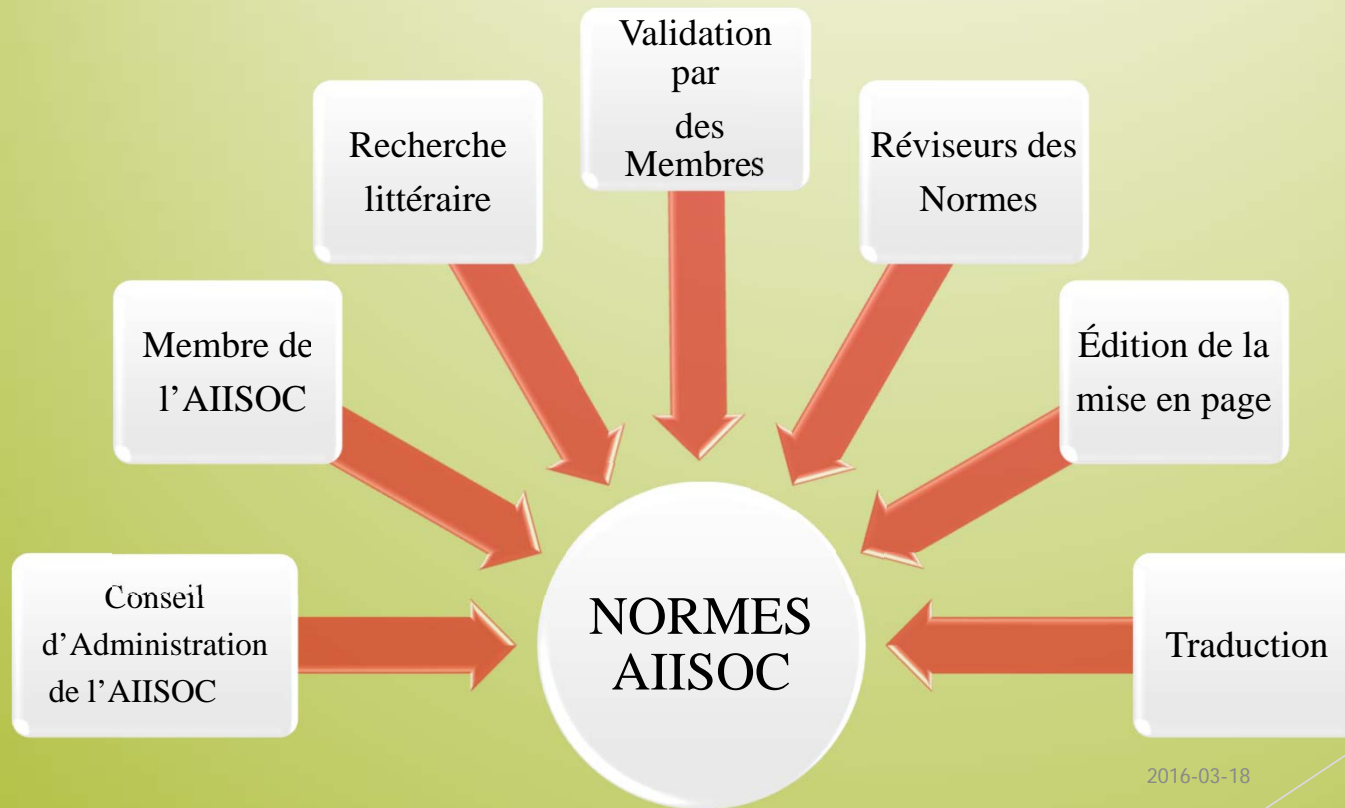 Validation
par
des
Membres
Recherche
littéraire
Réviseurs des
Normes
Membre de
l’AIISOC
Édition de la
mise en page
Conseil
d’Administration
de l’AIISOC
NORMES
AIISOC
Traduction
2016-03-18